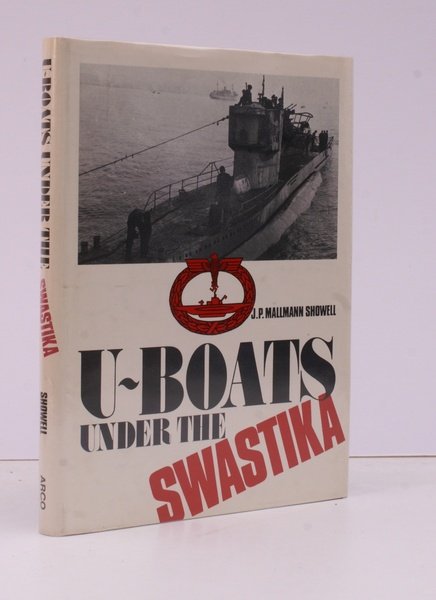 U-BOATS UNDER THE
SWASTIKA
SHOWELL
ARCO
J.P. MALLMANN SHOWELL
U-BOATS
UNDER THE
SWASTIKA